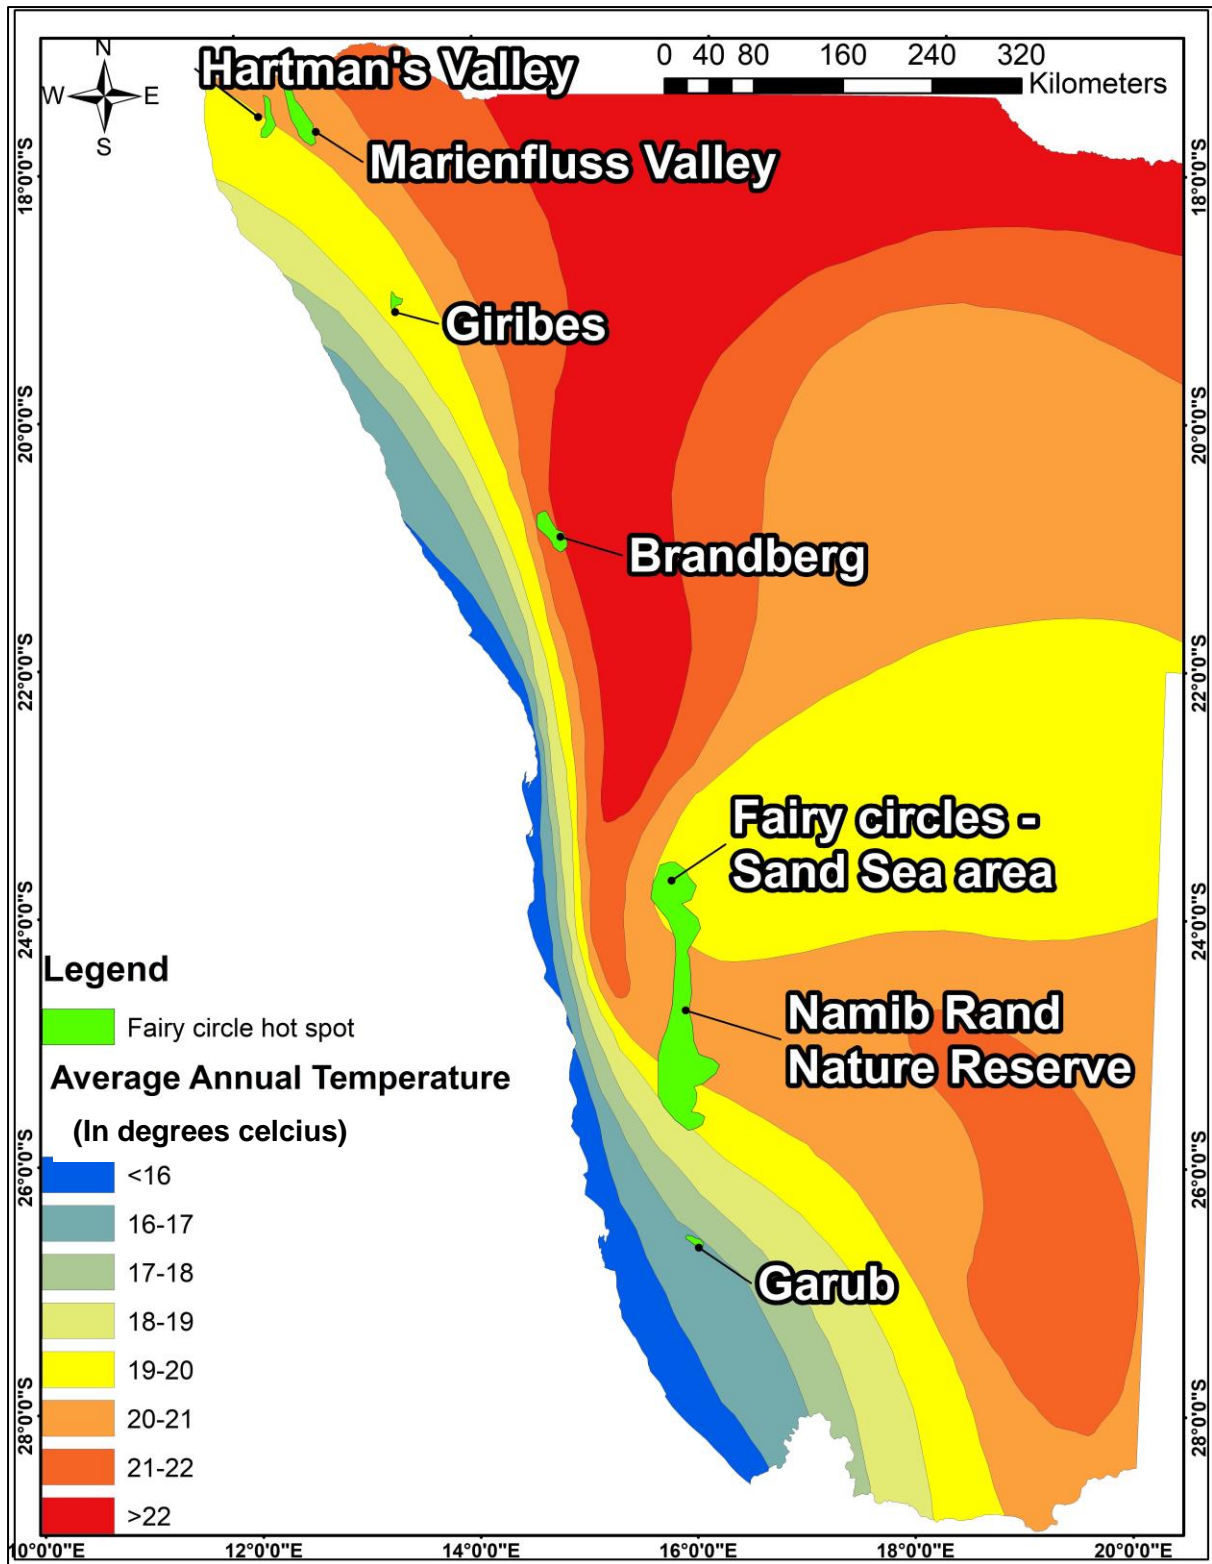 N
W E
S
Hartman's Valley
0 40 80 160 240 320
Kilometers
Marienfluss Valley
Giribes
Brandberg
Fairy circles -
Sand Sea area
Namib Rand
Nature Reserve
Garub
Legend
Fairy circle hot spot
Average Annual Temperature
(In degrees celcius)
<16
16-17
17-18
18-19
19-20
20-21
21-22
>22
18°0'0"S
20°0'0"S
22°0'0"S
24°0'0"S
26°0'0"S
28°0'0"S
18°0'0"S
20°0'0"S
22°0'0"S
24°0'0"S
26°0'0"S
28°0'0"S
10°0'0"E 12°0'0"E 14°0'0"E 16°0'0"E 18°0'0"E 20°0'0"E